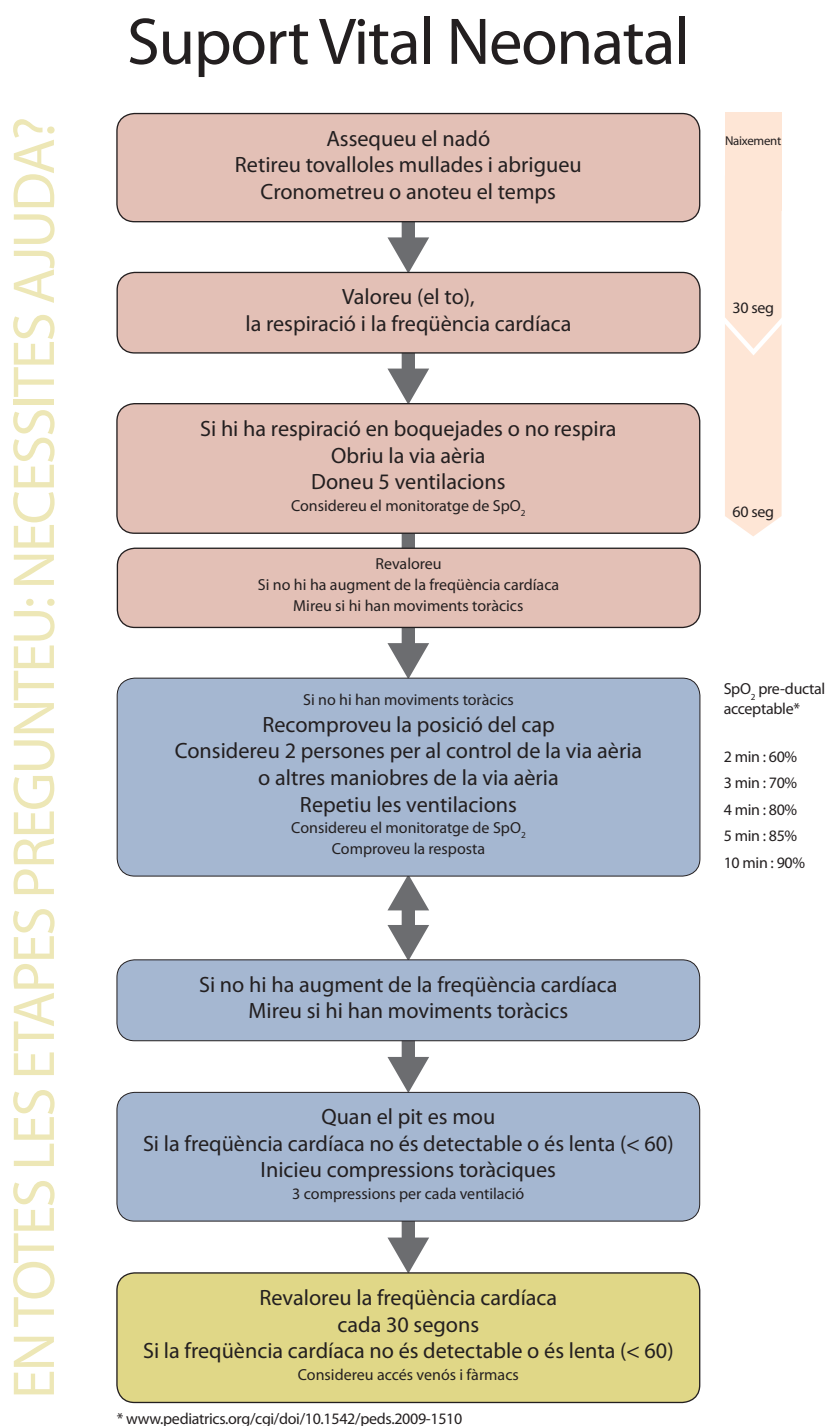 Suport Vital Neonatal
EN TOTES LES ETAPES PREGUNTEU: NECESSITES AJUDA?
Assequeu el nadó
Retireu tovalloles mullades i abrigueu
Cronometreu o anoteu el temps
Naixement
Valoreu (el to),
la respiració i la freqüència cardíaca
30 seg
Si hi ha respiració en boquejades o no respira
Obriu la via aèria
Doneu 5 ventilacions
Considereu el monitoratge de SpO₂
60 seg
Revaloreu
Si no hi ha augment de la freqüència cardíaca
Mireu si hi han moviments toràcics
Si no hi han moviments toràcics
Recomproveu la posició del cap
Considereu 2 persones per al control de la via aèria
o altres maniobres de la via aèria
Repetiu les ventilacions
Considereu el monitoratge de SpO₂
Comproveu la resposta
SpO₂ pre-ductal
acceptable*
2 min : 60%
3 min : 70%
4 min : 80%
5 min : 85%
10 min : 90%
Si no hi ha augment de la freqüència cardíaca
Mireu si hi han moviments toràcics
Quan el pit es mou
Si la freqüència cardíaca no és detectable o és lenta (< 60)
Inicieu compressions toràciques
3 compressions per cada ventilació
Revaloreu la freqüència cardíaca
cada 30 segons
Si la freqüència cardíaca no és detectable o és lenta (< 60)
Considereu accés venós i fàrmacs
* www.pediatrics.org/cgi/doi/10.1542/peds.2009-1510